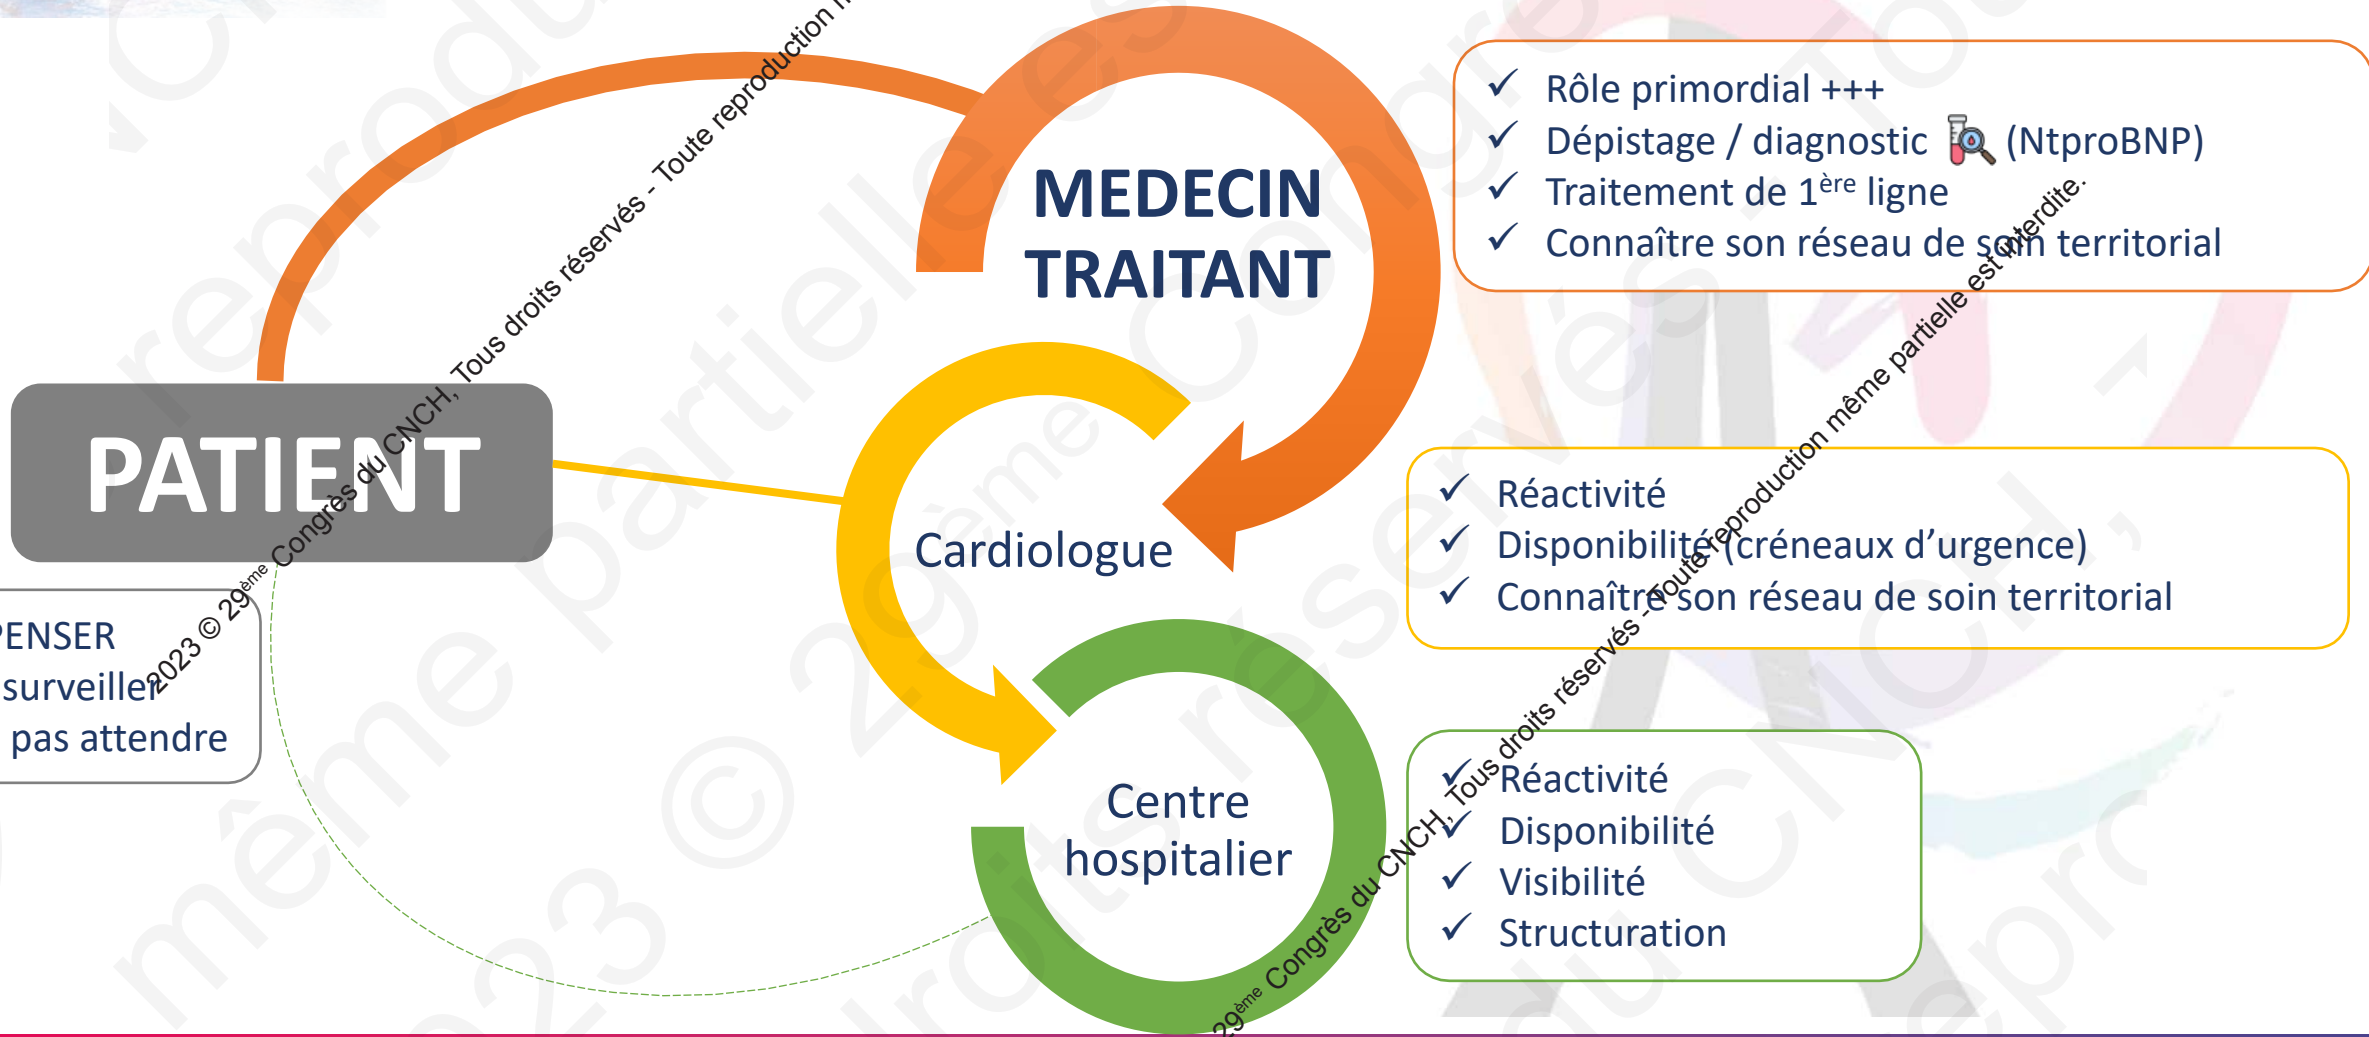 MEDECIN
TRAITANT
✓ Rôle primordial +++
✓ Dépistage / diagnostic (NtproBNP)
✓ Traitement de 1ère ligne
✓ Connaître son réseau de soin territorial
PATIENT
PENSER
surveiller
pas attendre
Cardiologue
✓ Réactivité
✓ Disponibilité (créneaux d’urgence)
✓ Connaître son réseau de soin territorial
Centre
hospitalier
✓ Réactivité
✓ Disponibilité
✓ Visibilité
✓ Structuration
2023 © 29ème Congrès du CNCH, Tous droits réservés - Toute reproduction
29ème Congrès du CNCH, Tous droits réservés - Toute reproduction même partielle est interdite.